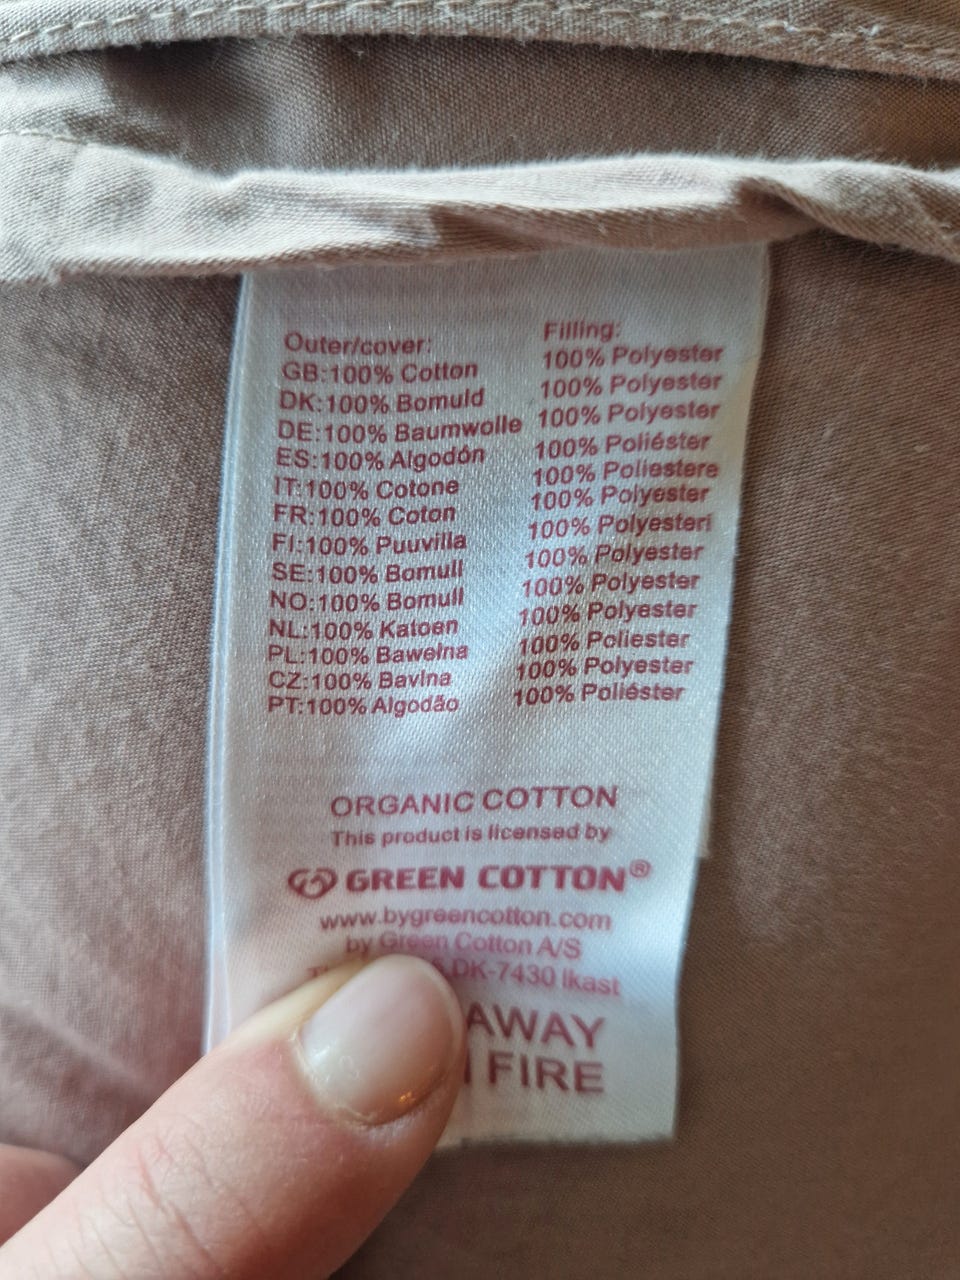 Outer/cover: Filling:
GB:100% Cotton 100% Polyester
DK:100% Bomuld 100% Polyester
DE:100% Baumwolle 100% Polyester
ES:100% Algodón 100% Poliéster
IT:100% Cotone 100% Poliestere
FR:100% Coton 100% Polyester
FI:100% Puuvilla 100% Polyesteri
SE:100% Bomull 100% Polyester
NO:100% Bomull 100% Polyester
NL:100% Katoen 100% Polyester
PL:100% Bawełna 100% Poliester
CZ:100% Bavlna 100% Polyester
PT:100% Algodão 100% Poliéster
ORGANIC COTTON
This product is licensed by
GREEN COTTON®
www.bygreencotton.com
by Green Cotton A/S
DK-7430 Ikast
AWAY
FIRE